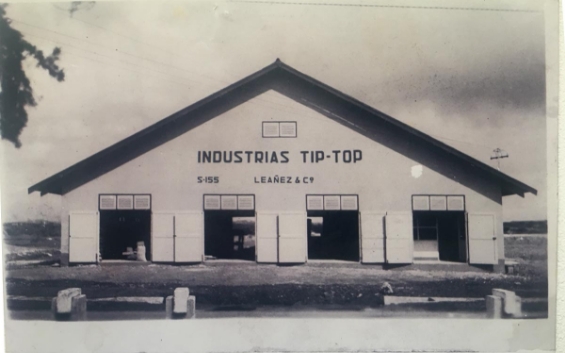 INDUSTRIAS TIP-TOP
S-155 LEAÑEZ & Cº